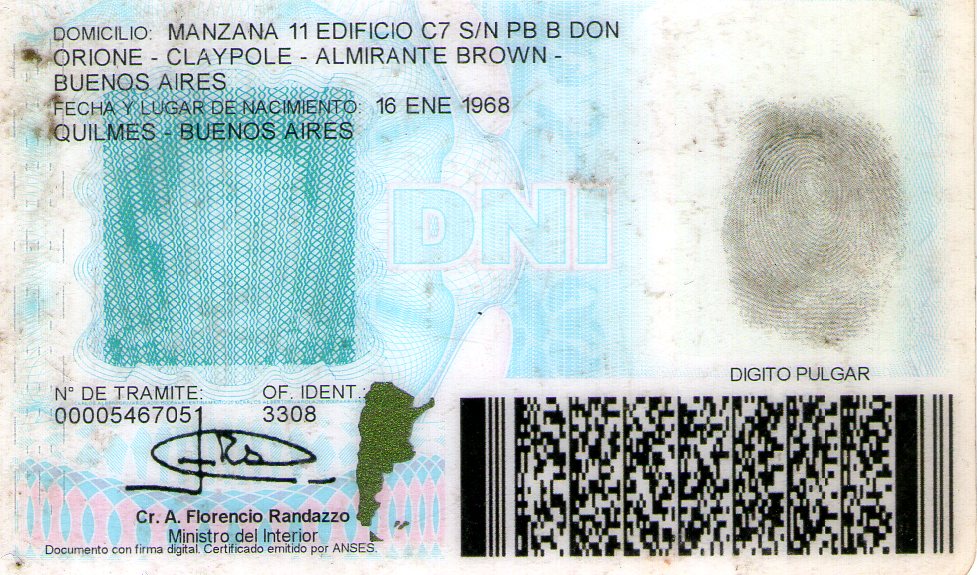 DOMICILIO: MANZANA 11 EDIFICIO C7 S/N PB B DON
ORIONE - CLAYPOLE - ALMIRANTE BROWN -
BUENOS AIRES
FECHA Y LUGAR DE NACIMIENTO: 16 ENE 1968
QUILMES - BUENOS AIRES
DNI
DIGITO PULGAR
N° DE TRAMITE: OF. IDENT.:
00005467051 3308
Cr. A. Florencio Randazzo
Ministro del Interior
Documento con firma digital. Certificado emitido por ANSES.